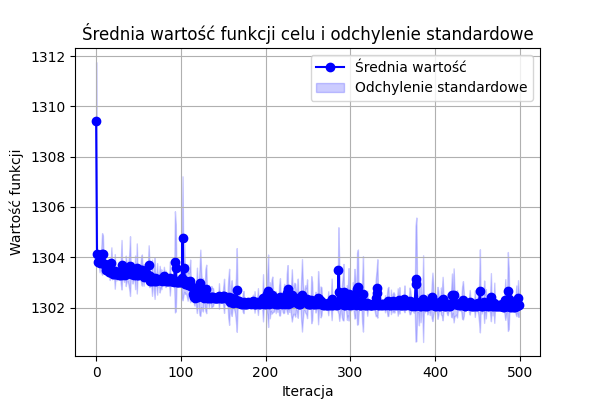 Średnia wartość funkcji celu i odchylenie standardowe
Średnia wartość
Odchylenie standardowe
Wartość funkcji
1312
1310
1308
1306
1304
1302
0 100 200 300 400 500
Iteracja